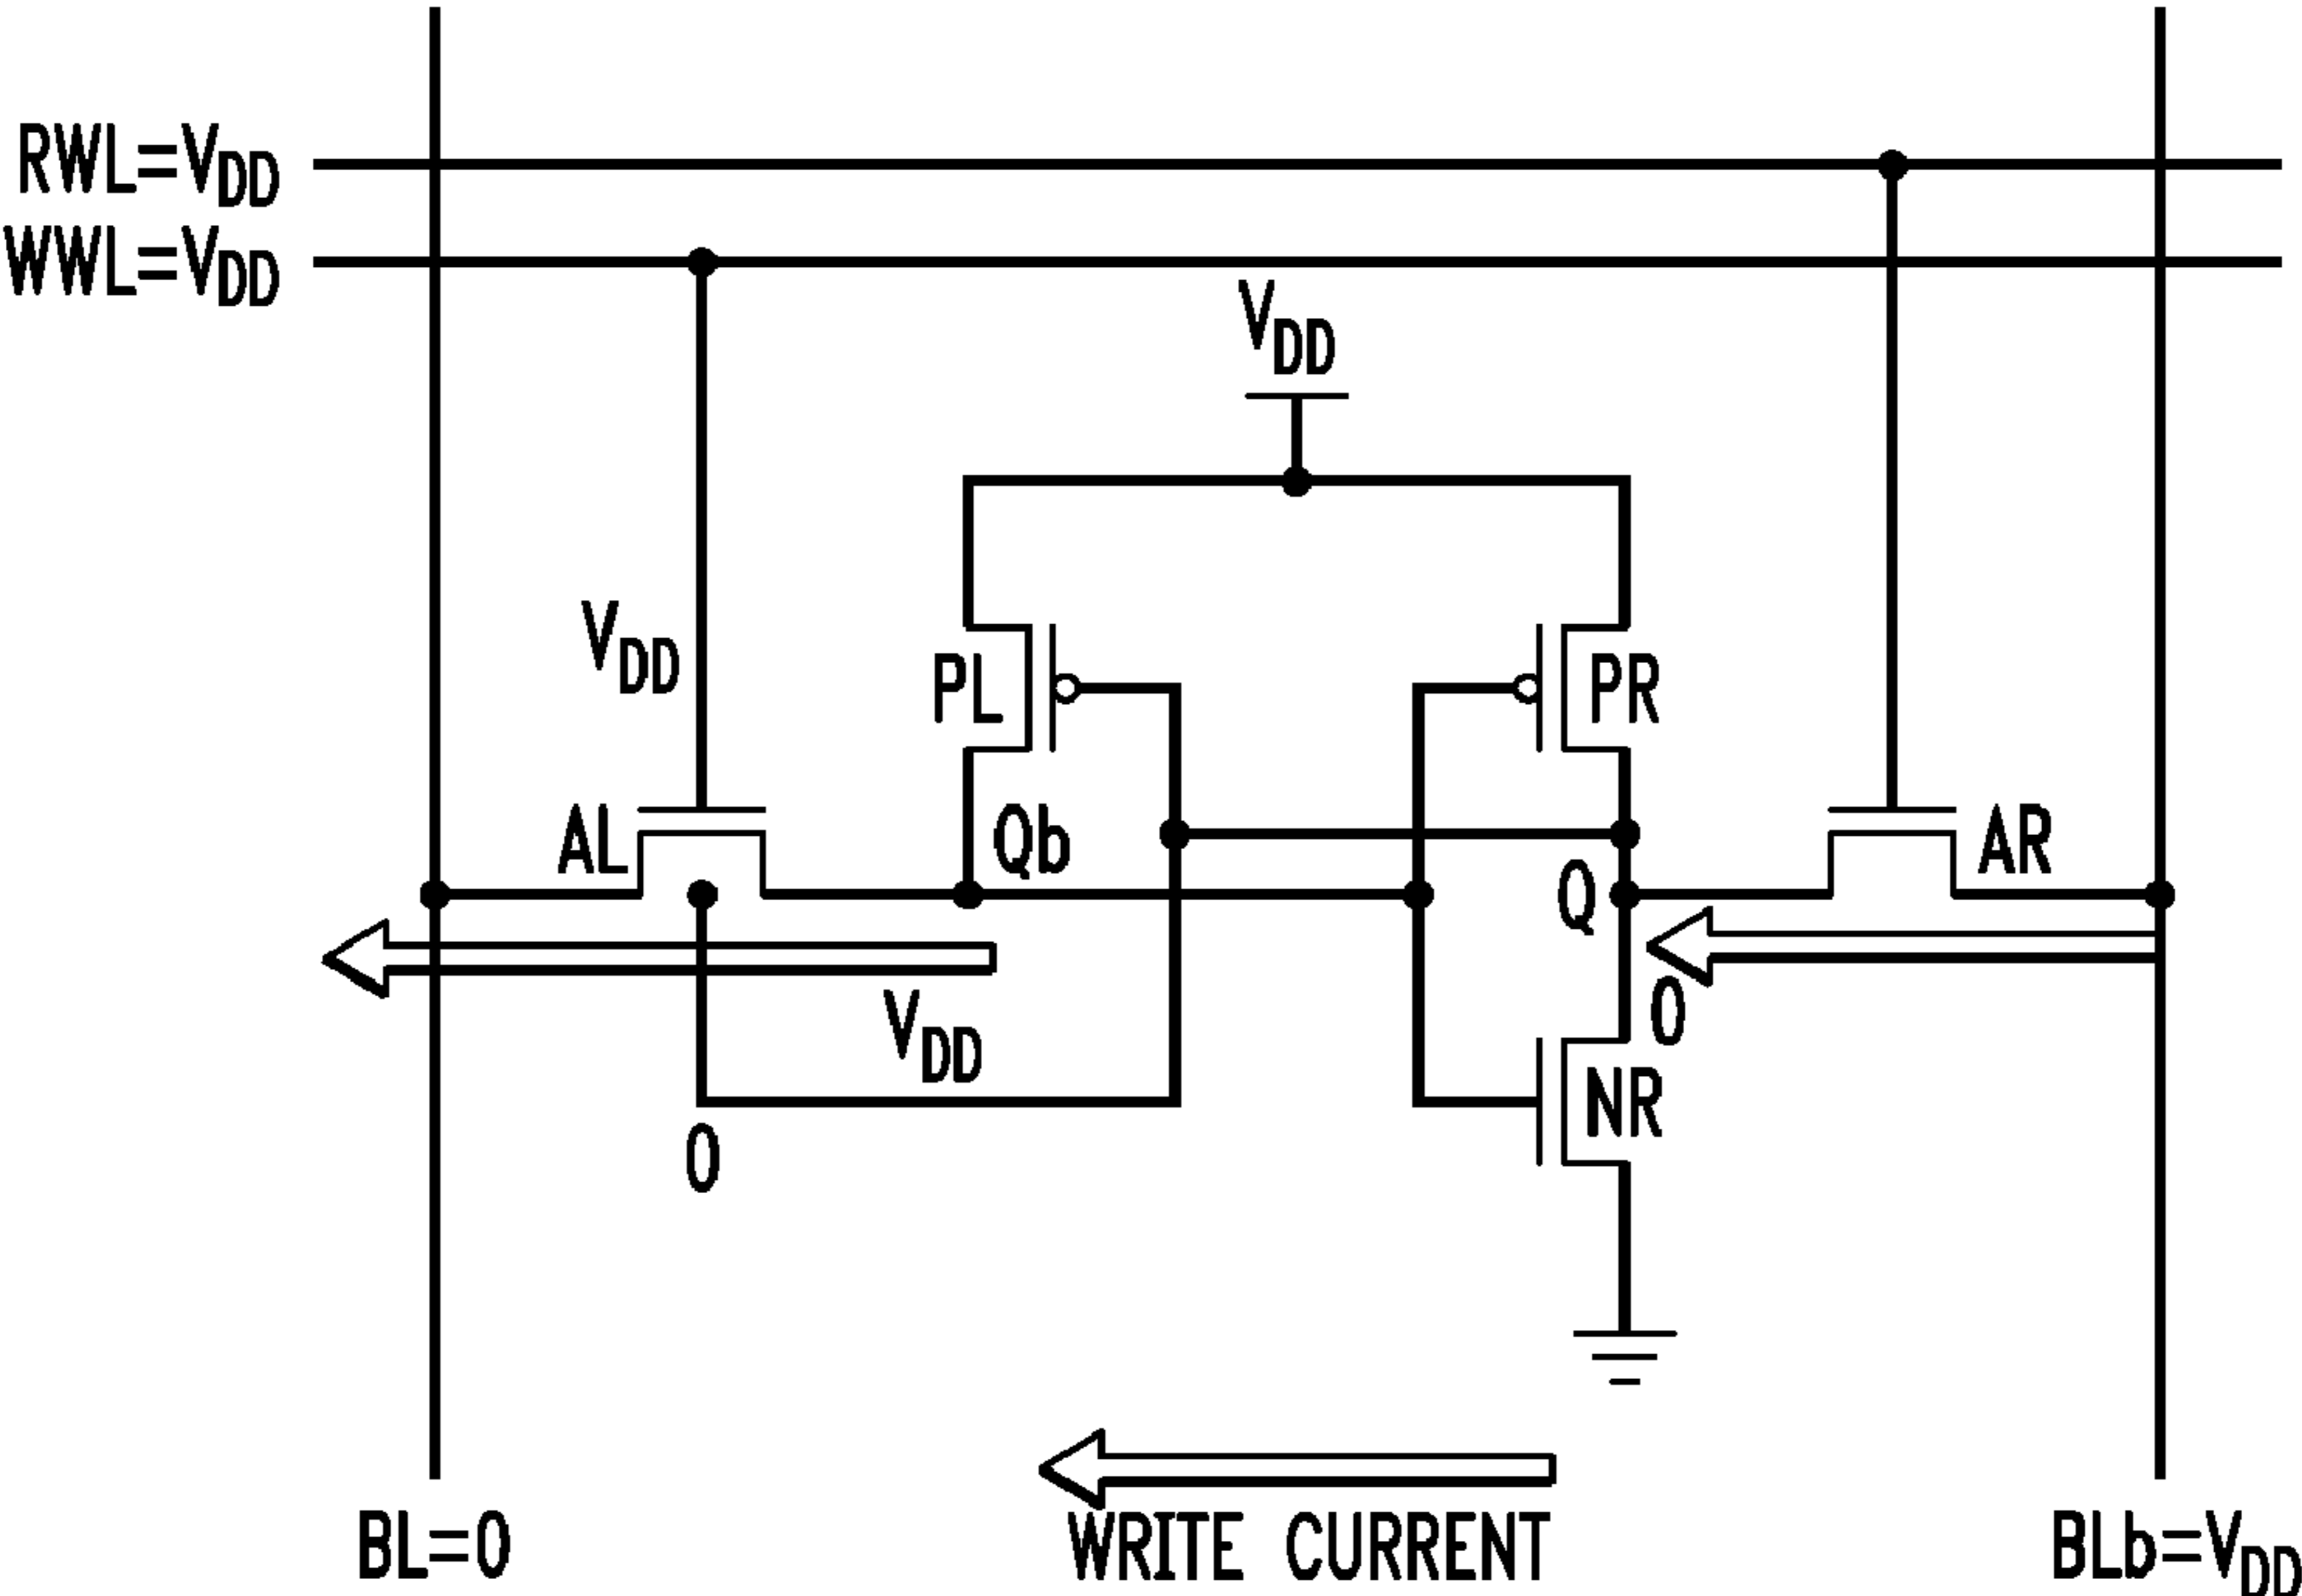 RWL=VDD
WWL=VDD
VDD
VDD
PL
PR
AL
Qb
AR
Q
VDD
0
NR
0
WRITE CURRENT
BL=0
BLb=VDD